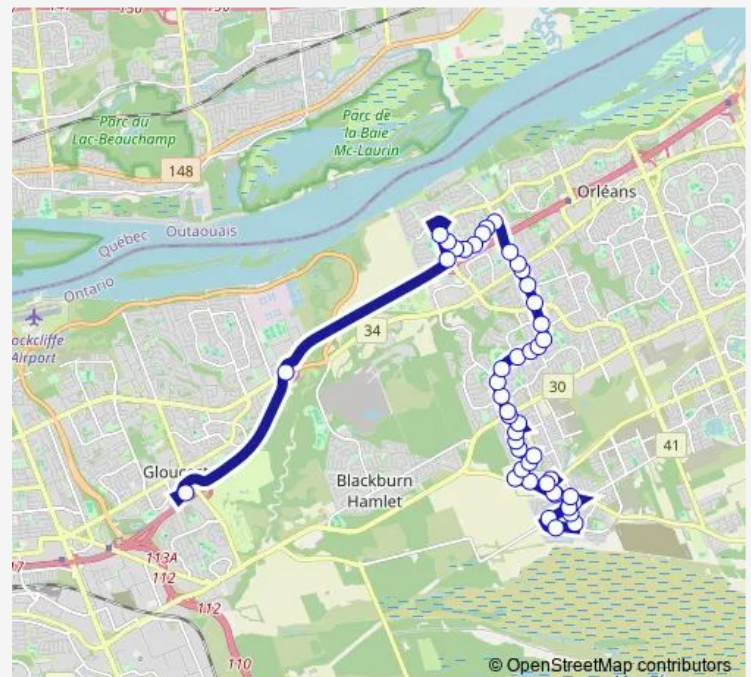 Parc du
Lac-Beauchamp
Parc de
la Baie
Mc-Laurin
148
Orléans
Québec
Outaouais
Ontario
Airport
34
30
41
Blackburn
Hamlet
113A
112
112
110
© OpenStreetMap contributors